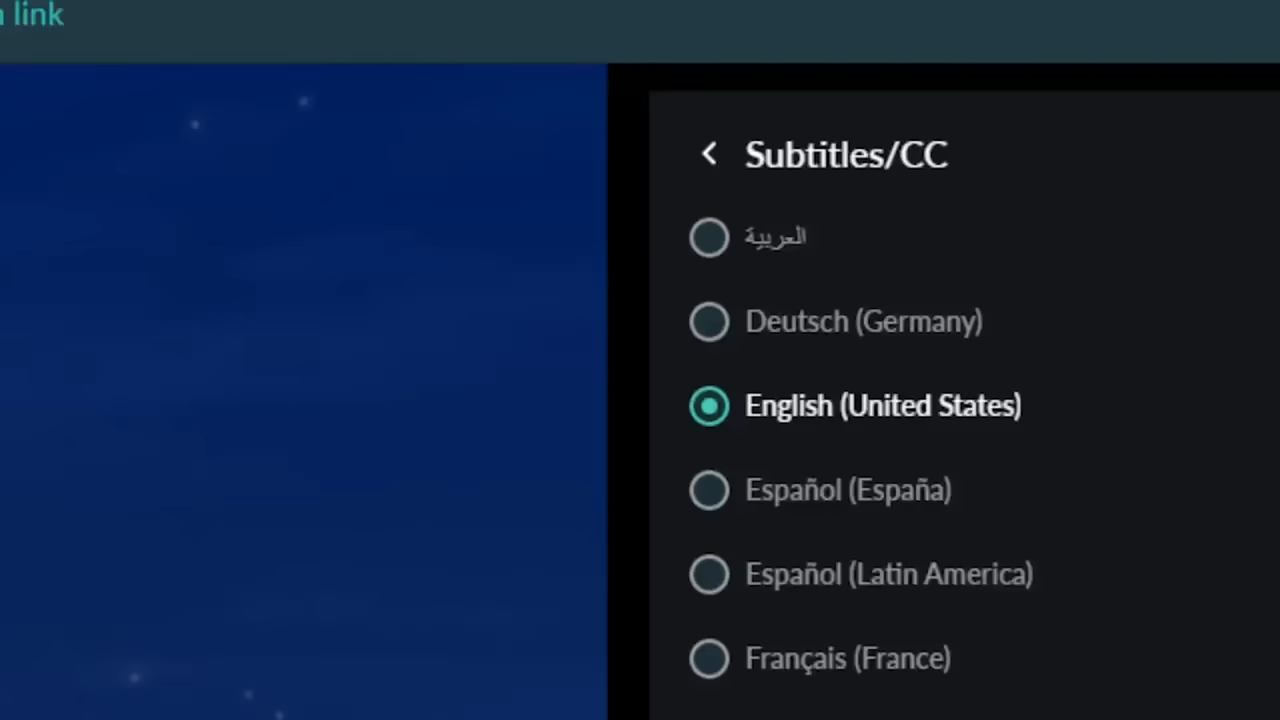 link
Subtitles/CC
العربية
Deutsch (Germany)
English (United States)
Español (España)
Español (Latin America)
Français (France)